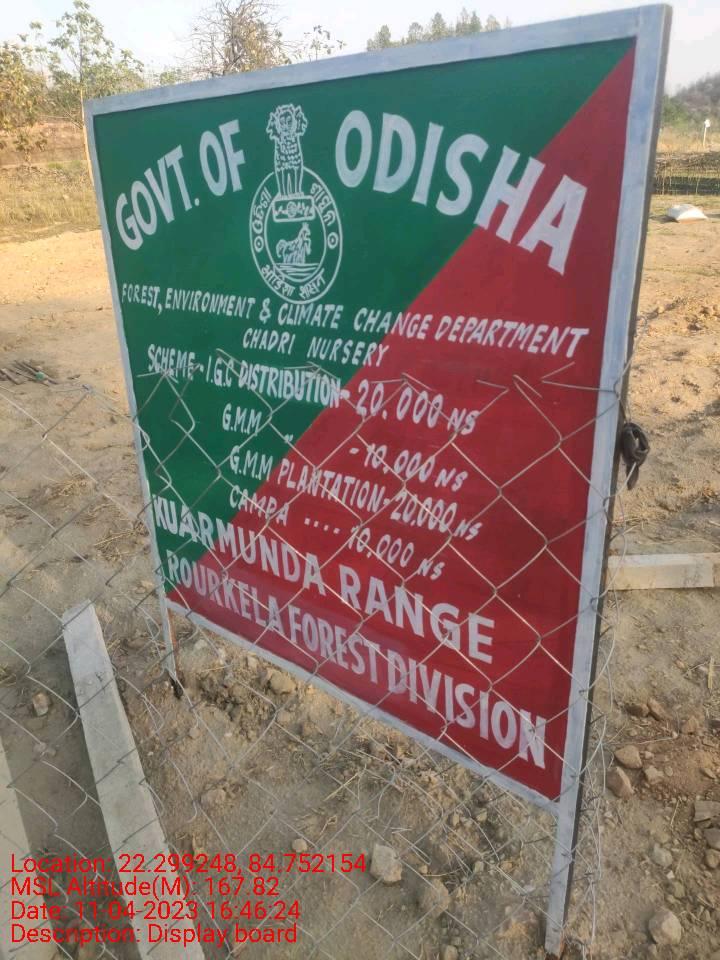 GOVT. OF ODISHA
FOREST, ENVIRONMENT & CLIMATE CHANGE DEPARTMENT
CHADRI NURSERY
SCHEME - I.G.C DISTRIBUTION - 20.000 NS
G.M.M „ - 10.000 NS
G.M.M PLANTATION - 20.000 NS
CAMPA .... 10.000 NS
KUARMUNDA RANGE
ROURKELA FOREST DIVISION
Location: 22.299248, 84.752154
MSL Altitude(M): 167.82
Date: 11-04-2023 16:46:24
Description: Display board